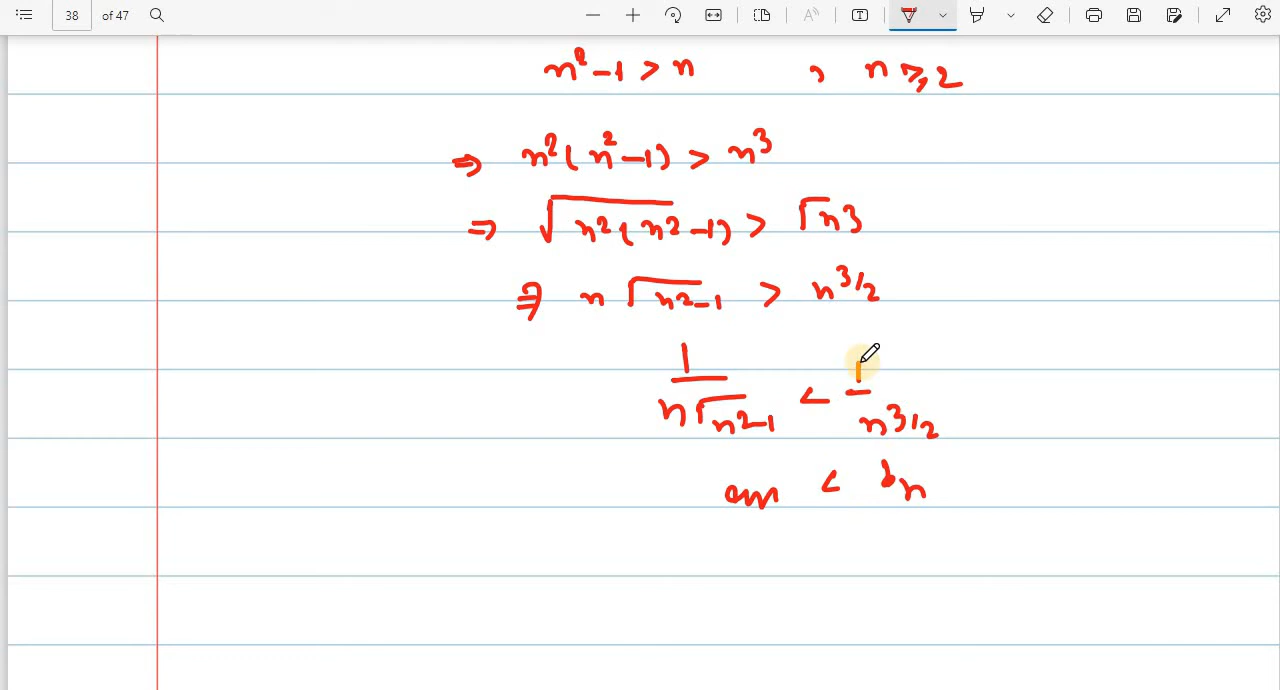 38 of 47
n² - 1 > n , n ⩾ 2
⇒ n² (n² - 1) > n³
⇒ √n²(n² - 1) > √n3
⇒ n √n2 - 1 > n^3/2
1/n√n2-1 < 1/n3/2
an < bn